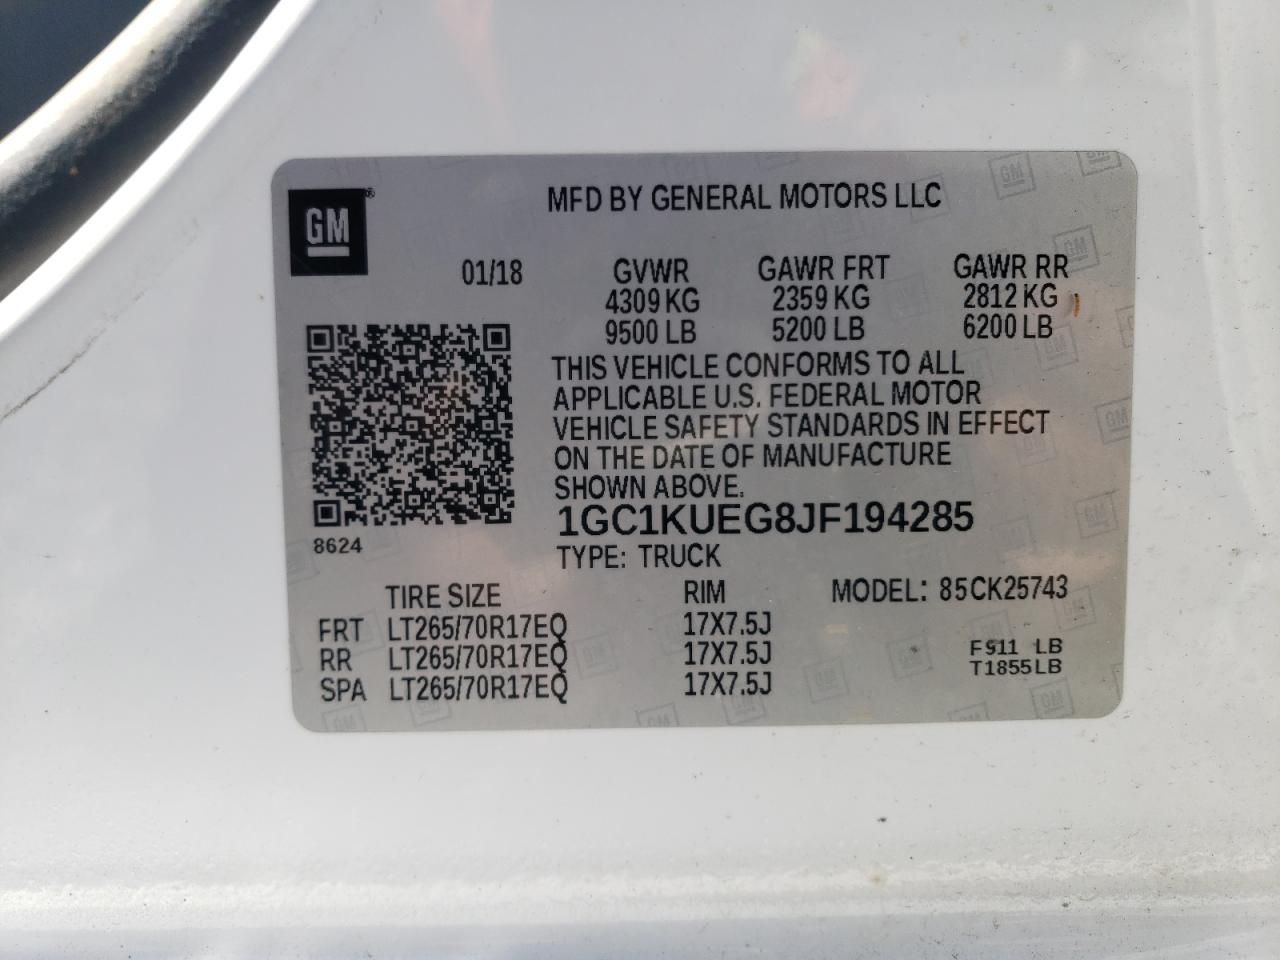 GM ®
MFD BY GENERAL MOTORS LLC
01/18 GVWR GAWR FRT GAWR RR
4309 KG 2359 KG 2812 KG
9500 LB 5200 LB 6200 LB
THIS VEHICLE CONFORMS TO ALL
APPLICABLE U.S. FEDERAL MOTOR
VEHICLE SAFETY STANDARDS IN EFFECT
ON THE DATE OF MANUFACTURE
SHOWN ABOVE.
1GC1KUEG8JF194285
8624
TYPE: TRUCK
TIRE SIZE RIM MODEL: 85CK25743
FRT LT265/70R17EQ 17X7.5J
RR LT265/70R17EQ 17X7.5J F911 LB
T1855LB
SPA LT265/70R17EQ 17X7.5J